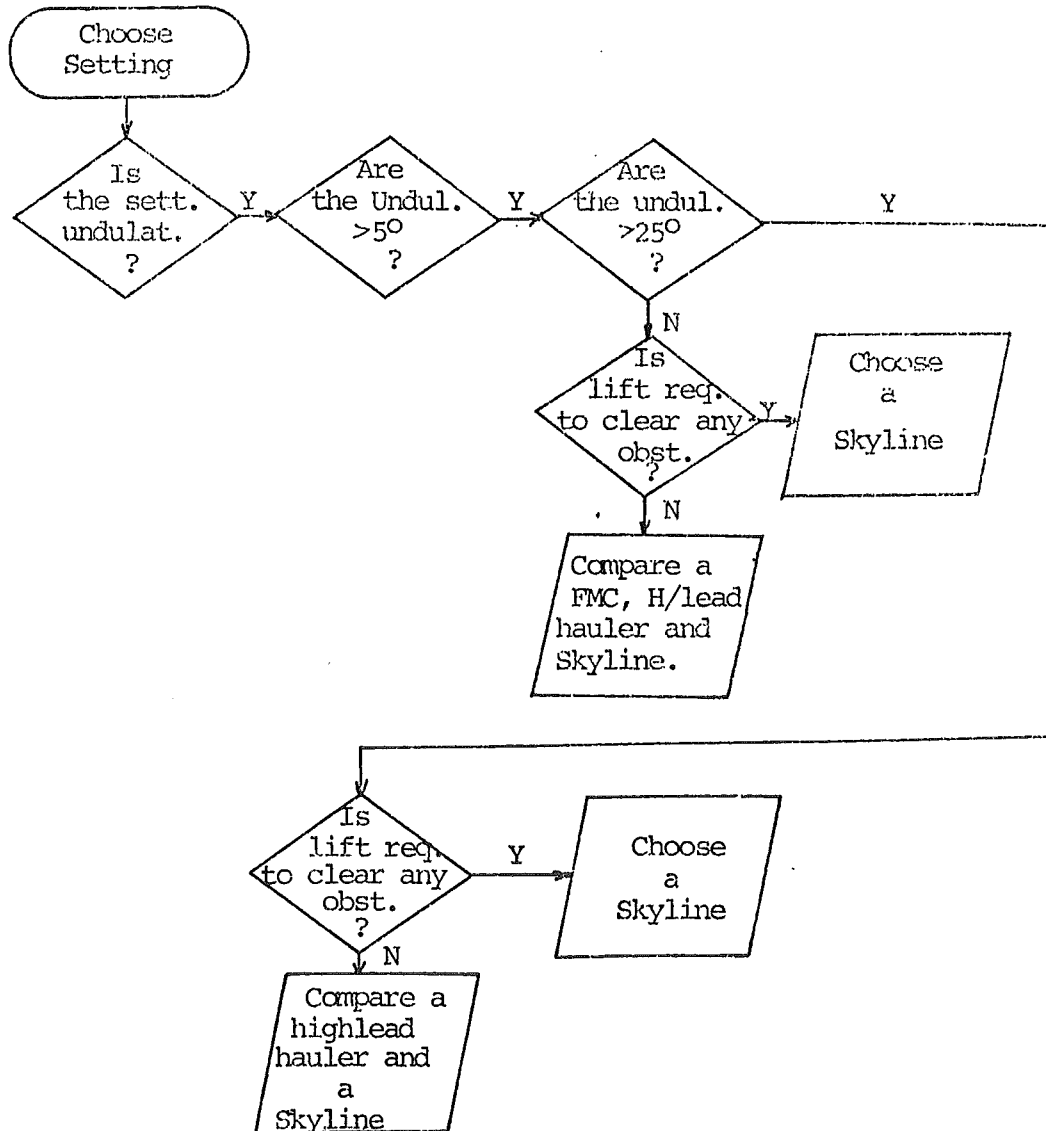 Choose
Setting
Is
the sett.
undulat.
?
Y
Are
the Undul.
>5°
?
Y
Are
the undul.
>25°
?
Y
N
Is
lift req.
to clear any
obst.
?
Y
Choose
a
Skyline
N
Compare a
FMC, H/lead
hauler and
Skyline.
Is
lift req.
to clear any
obst.
?
Y
Choose
a
Skyline
N
Compare a
highlead
hauler and
a
Skyline